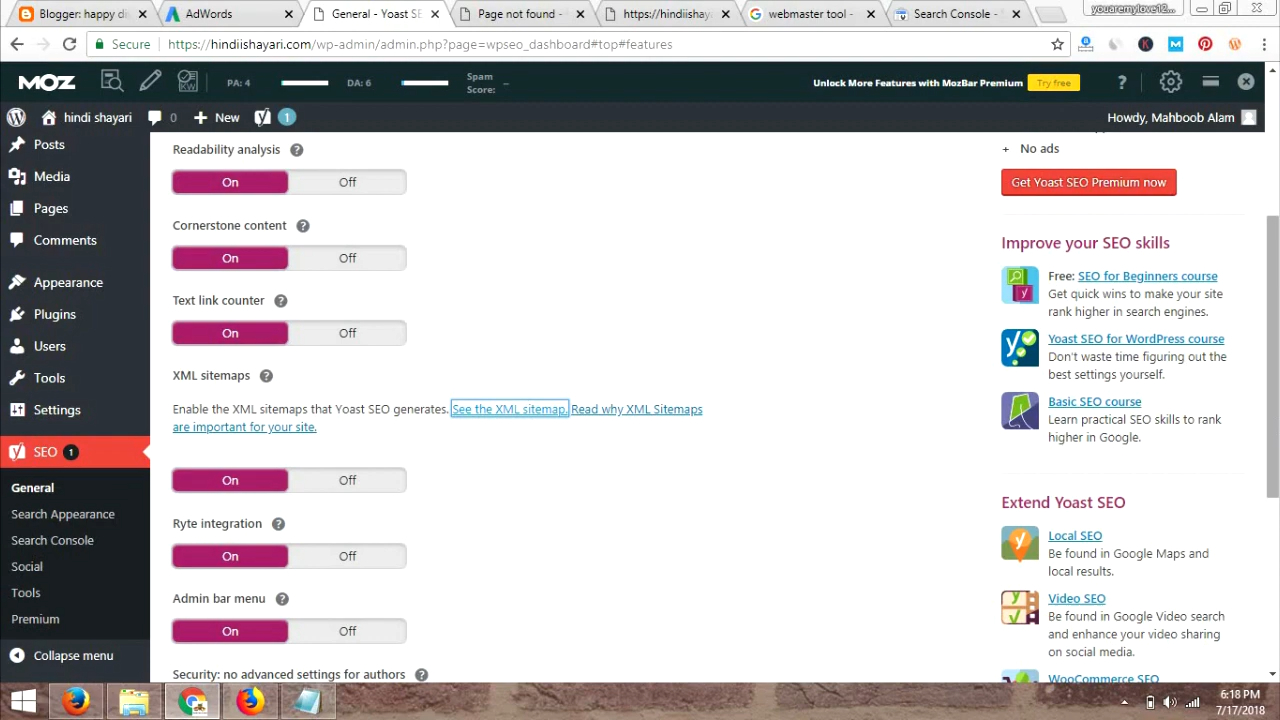 Blogger: happy di
AdWords
General - Yoast SE
Page not found -
https://hindiishaya
webmaster tool -
Search Console -
youaremylove12...
Secure
https://hindiishayari.com/wp-admin/admin.php?page=wpseo_dashboard#top#features
MOZ
PA: 4
DA: 6
Spam Score: –
Unlock More Features with MozBar Premium
Try free
hindi shayari
0
New
1
Howdy, Mahboob Alam
Posts
Media
Pages
Comments
Appearance
Plugins
Users
Tools
Settings
SEO 1
General
Search Appearance
Search Console
Social
Tools
Premium
Collapse menu
Readability analysis
On Off
Cornerstone content
On Off
Text link counter
On Off
XML sitemaps
Enable the XML sitemaps that Yoast SEO generates. See the XML sitemap. Read why XML Sitemaps
are important for your site.
On Off
Ryte integration
On Off
Admin bar menu
On Off
Security: no advanced settings for authors
+ No ads
Get Yoast SEO Premium now
Improve your SEO skills
Free: SEO for Beginners course
Get quick wins to make your site
rank higher in search engines.
Yoast SEO for WordPress course
Don't waste time figuring out the
best settings yourself.
Basic SEO course
Learn practical SEO skills to rank
higher in Google.
Extend Yoast SEO
Local SEO
Be found in Google Maps and
local results.
Video SEO
Be found in Google Video search
and enhance your video sharing
on social media.
WooCommerce SEO
6:18 PM
7/17/2018